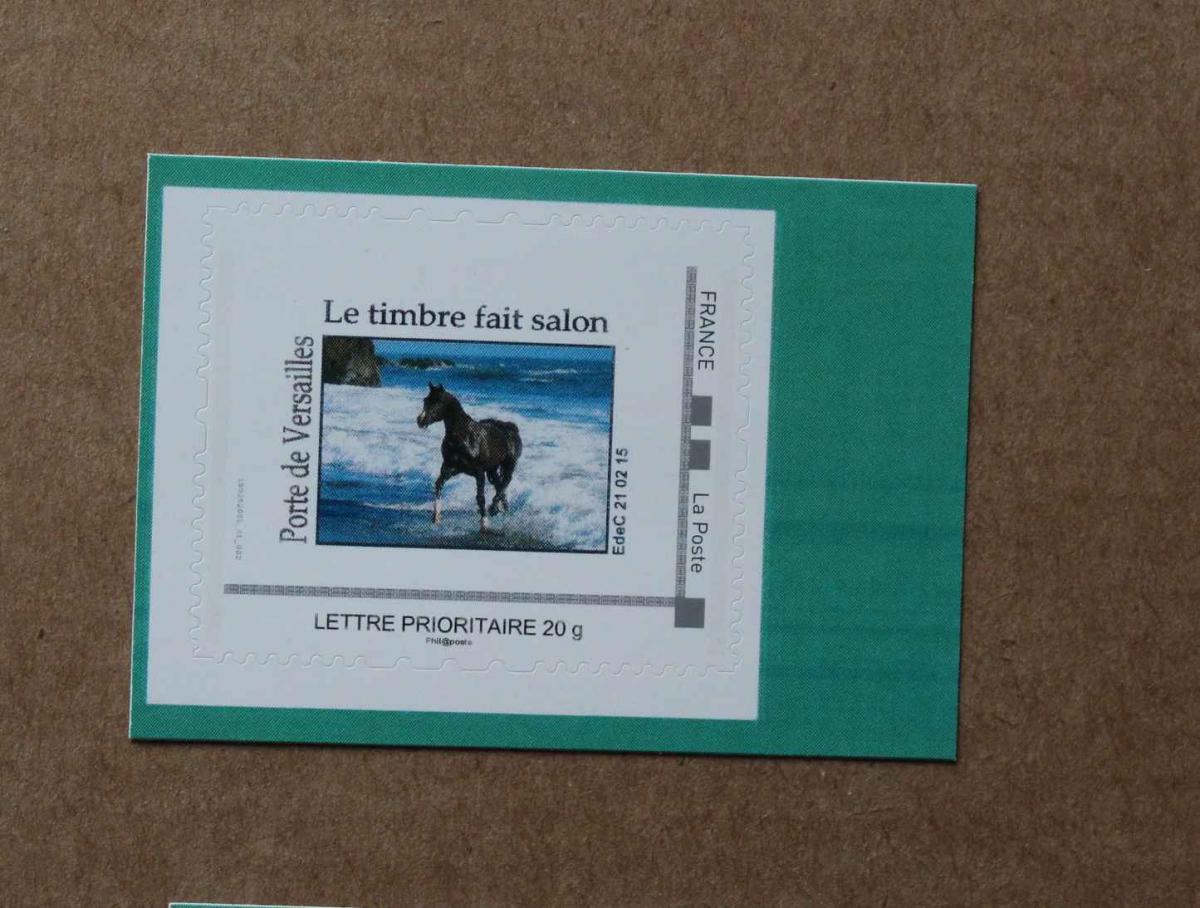 Le timbre fait salon
Porte de Versailles
EdeC 21 02 15
FRANCE
La Poste
LETTRE PRIORITAIRE 20 g
Phil@poste